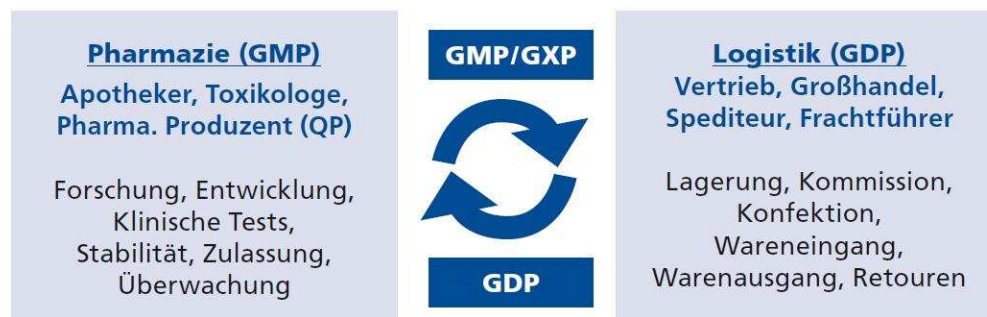 Pharmazie (GMP)
Apotheker, Toxikologe,
Pharma. Produzent (QP)
Forschung, Entwicklung,
Klinische Tests,
Stabilität, Zulassung,
Überwachung
GMP/GXP
GDP
Logistik (GDP)
Vertrieb, Großhandel,
Spediteur, Frachtführer
Lagerung, Kommission,
Konfektion,
Wareneingang,
Warenausgang, Retouren